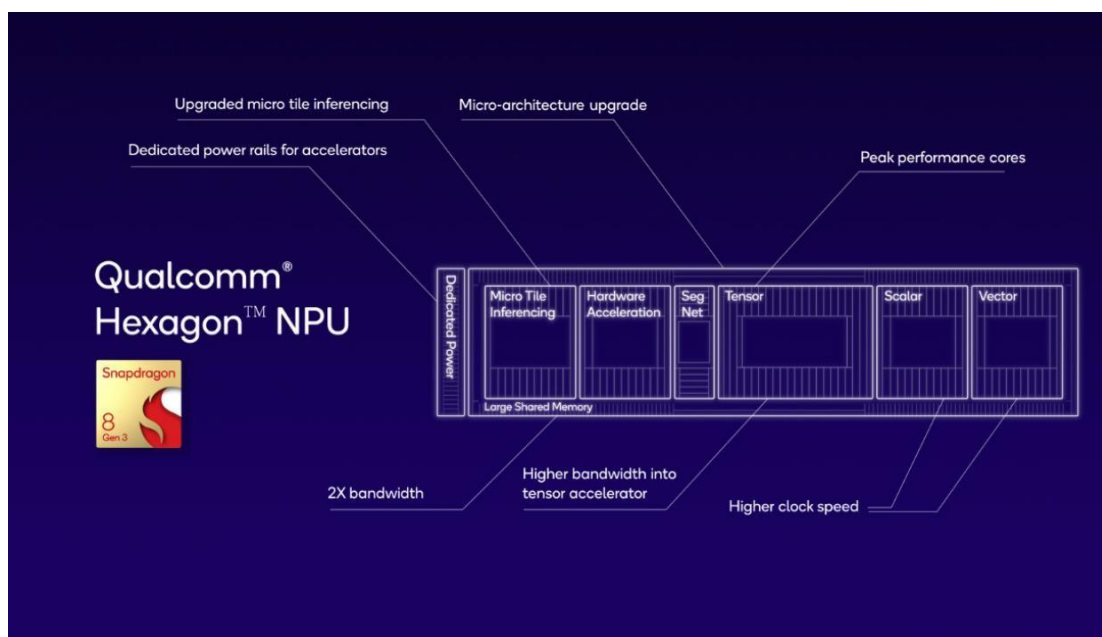 Upgraded micro tile inferencing
Micro-architecture upgrade
Dedicated power rails for accelerators
Peak performance cores
Qualcomm®
Hexagon™ NPU
Snapdragon
8
Gen 3
Dedicated Power
Micro Tile
Inferencing
Hardware
Acceleration
Seg
Net
Tensor
Scalar
Vector
Large Shared Memory
2X bandwidth
Higher bandwidth into
tensor accelerator
Higher clock speed